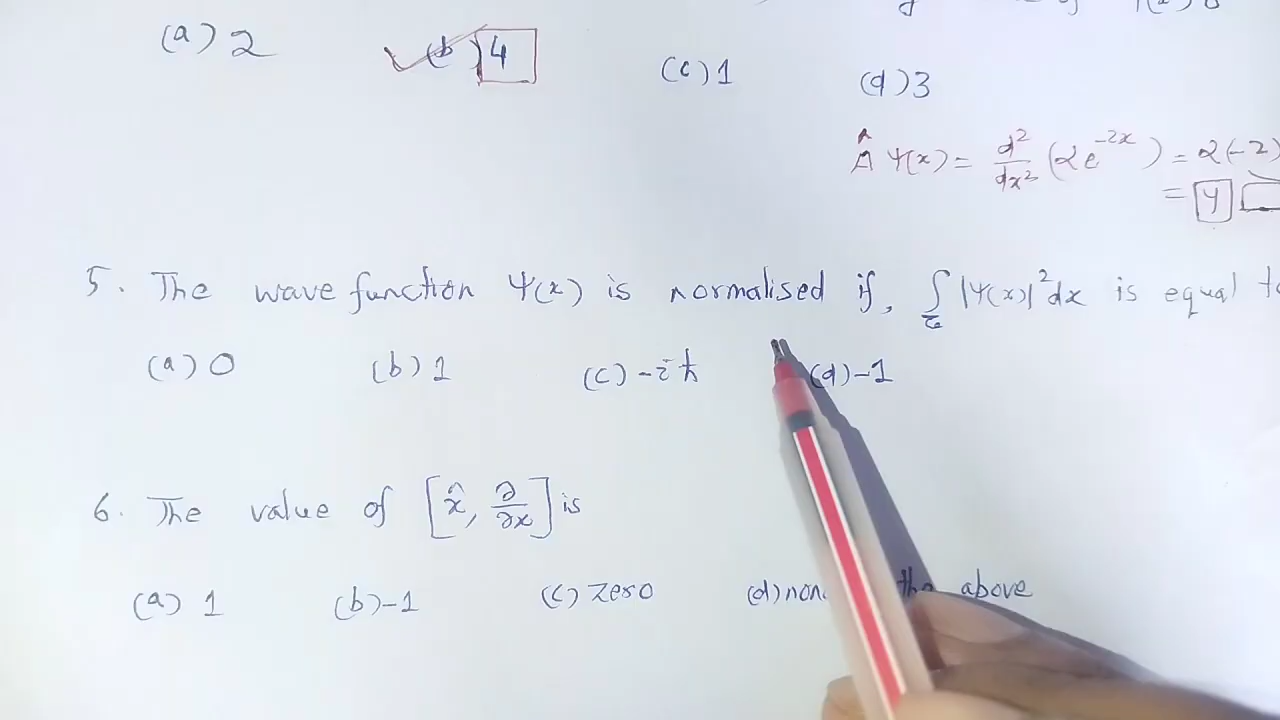 (a) 2 (b) 4 (c) 1 (d) 3
Â ψ(x) = d²/dx² (2e^-2x) = 2(-2)
= 4
5. The wave function ψ(x) is normalised if, ∫τ |ψ(x)|² dx is equal to
(a) 0 (b) 1 (c) -iħ (d) -1
6. The value of [x̂, ∂/∂x] is
(a) 1 (b) -1 (c) zero (d) the above